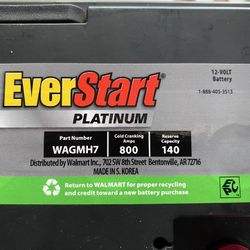 EverStart
PLATINUM
12-VOLT
Battery
1-888-405-3513
Part Number
WAGMH7
Cold Cranking
Amps
800
Reserve
Capacity
140
Distributed by Walmart Inc., 702 SW 8th Street Bentonville, AR 72716
MADE IN S. KOREA
Return to WALMART for proper recycling
and credit toward a new battery purchase